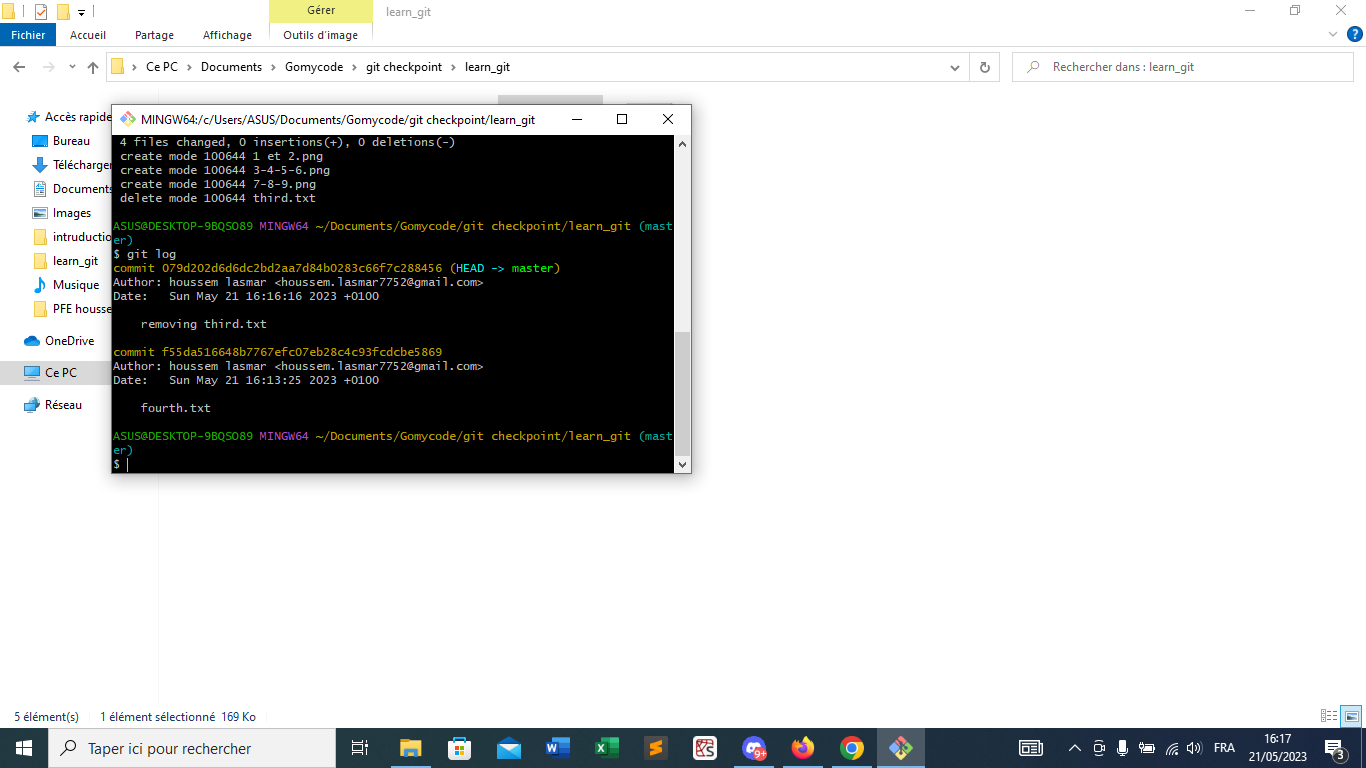 Gérer
learn_git
Fichier
Accueil
Partage
Affichage
Outils d'image
Ce PC
Documents
Gomycode
git checkpoint
learn_git
Rechercher dans : learn_git
Accès rapide
Bureau
Télécharger
Documents
Images
intruductio
learn_git
Musique
PFE housse
OneDrive
Ce PC
Réseau
MINGW64:/c/Users/ASUS/Documents/Gomycode/git checkpoint/learn_git
4 files changed, 0 insertions(+), 0 deletions(-)
create mode 100644 1 et 2.png
create mode 100644 3-4-5-6.png
create mode 100644 7-8-9.png
delete mode 100644 third.txt
ASUS@DESKTOP-9BQSO89 MINGW64 ~/Documents/Gomycode/git checkpoint/learn_git (mast
er)
$ git log
commit 079d202d6d6dc2bd2aa7d84b0283c66f7c288456 (HEAD -> master)
Author: houssem lasmar <houssem.lasmar7752@gmail.com>
Date:   Sun May 21 16:16:16 2023 +0100
removing third.txt
commit f55da516648b7767efc07eb28c4c93fcdcbe5869
Author: houssem lasmar <houssem.lasmar7752@gmail.com>
Date:   Sun May 21 16:13:25 2023 +0100
fourth.txt
ASUS@DESKTOP-9BQSO89 MINGW64 ~/Documents/Gomycode/git checkpoint/learn_git (mast
er)
$
5 élément(s)
1 élément sélectionné 169 Ko
Taper ici pour rechercher
9+
FRA
16:17
21/05/2023
3